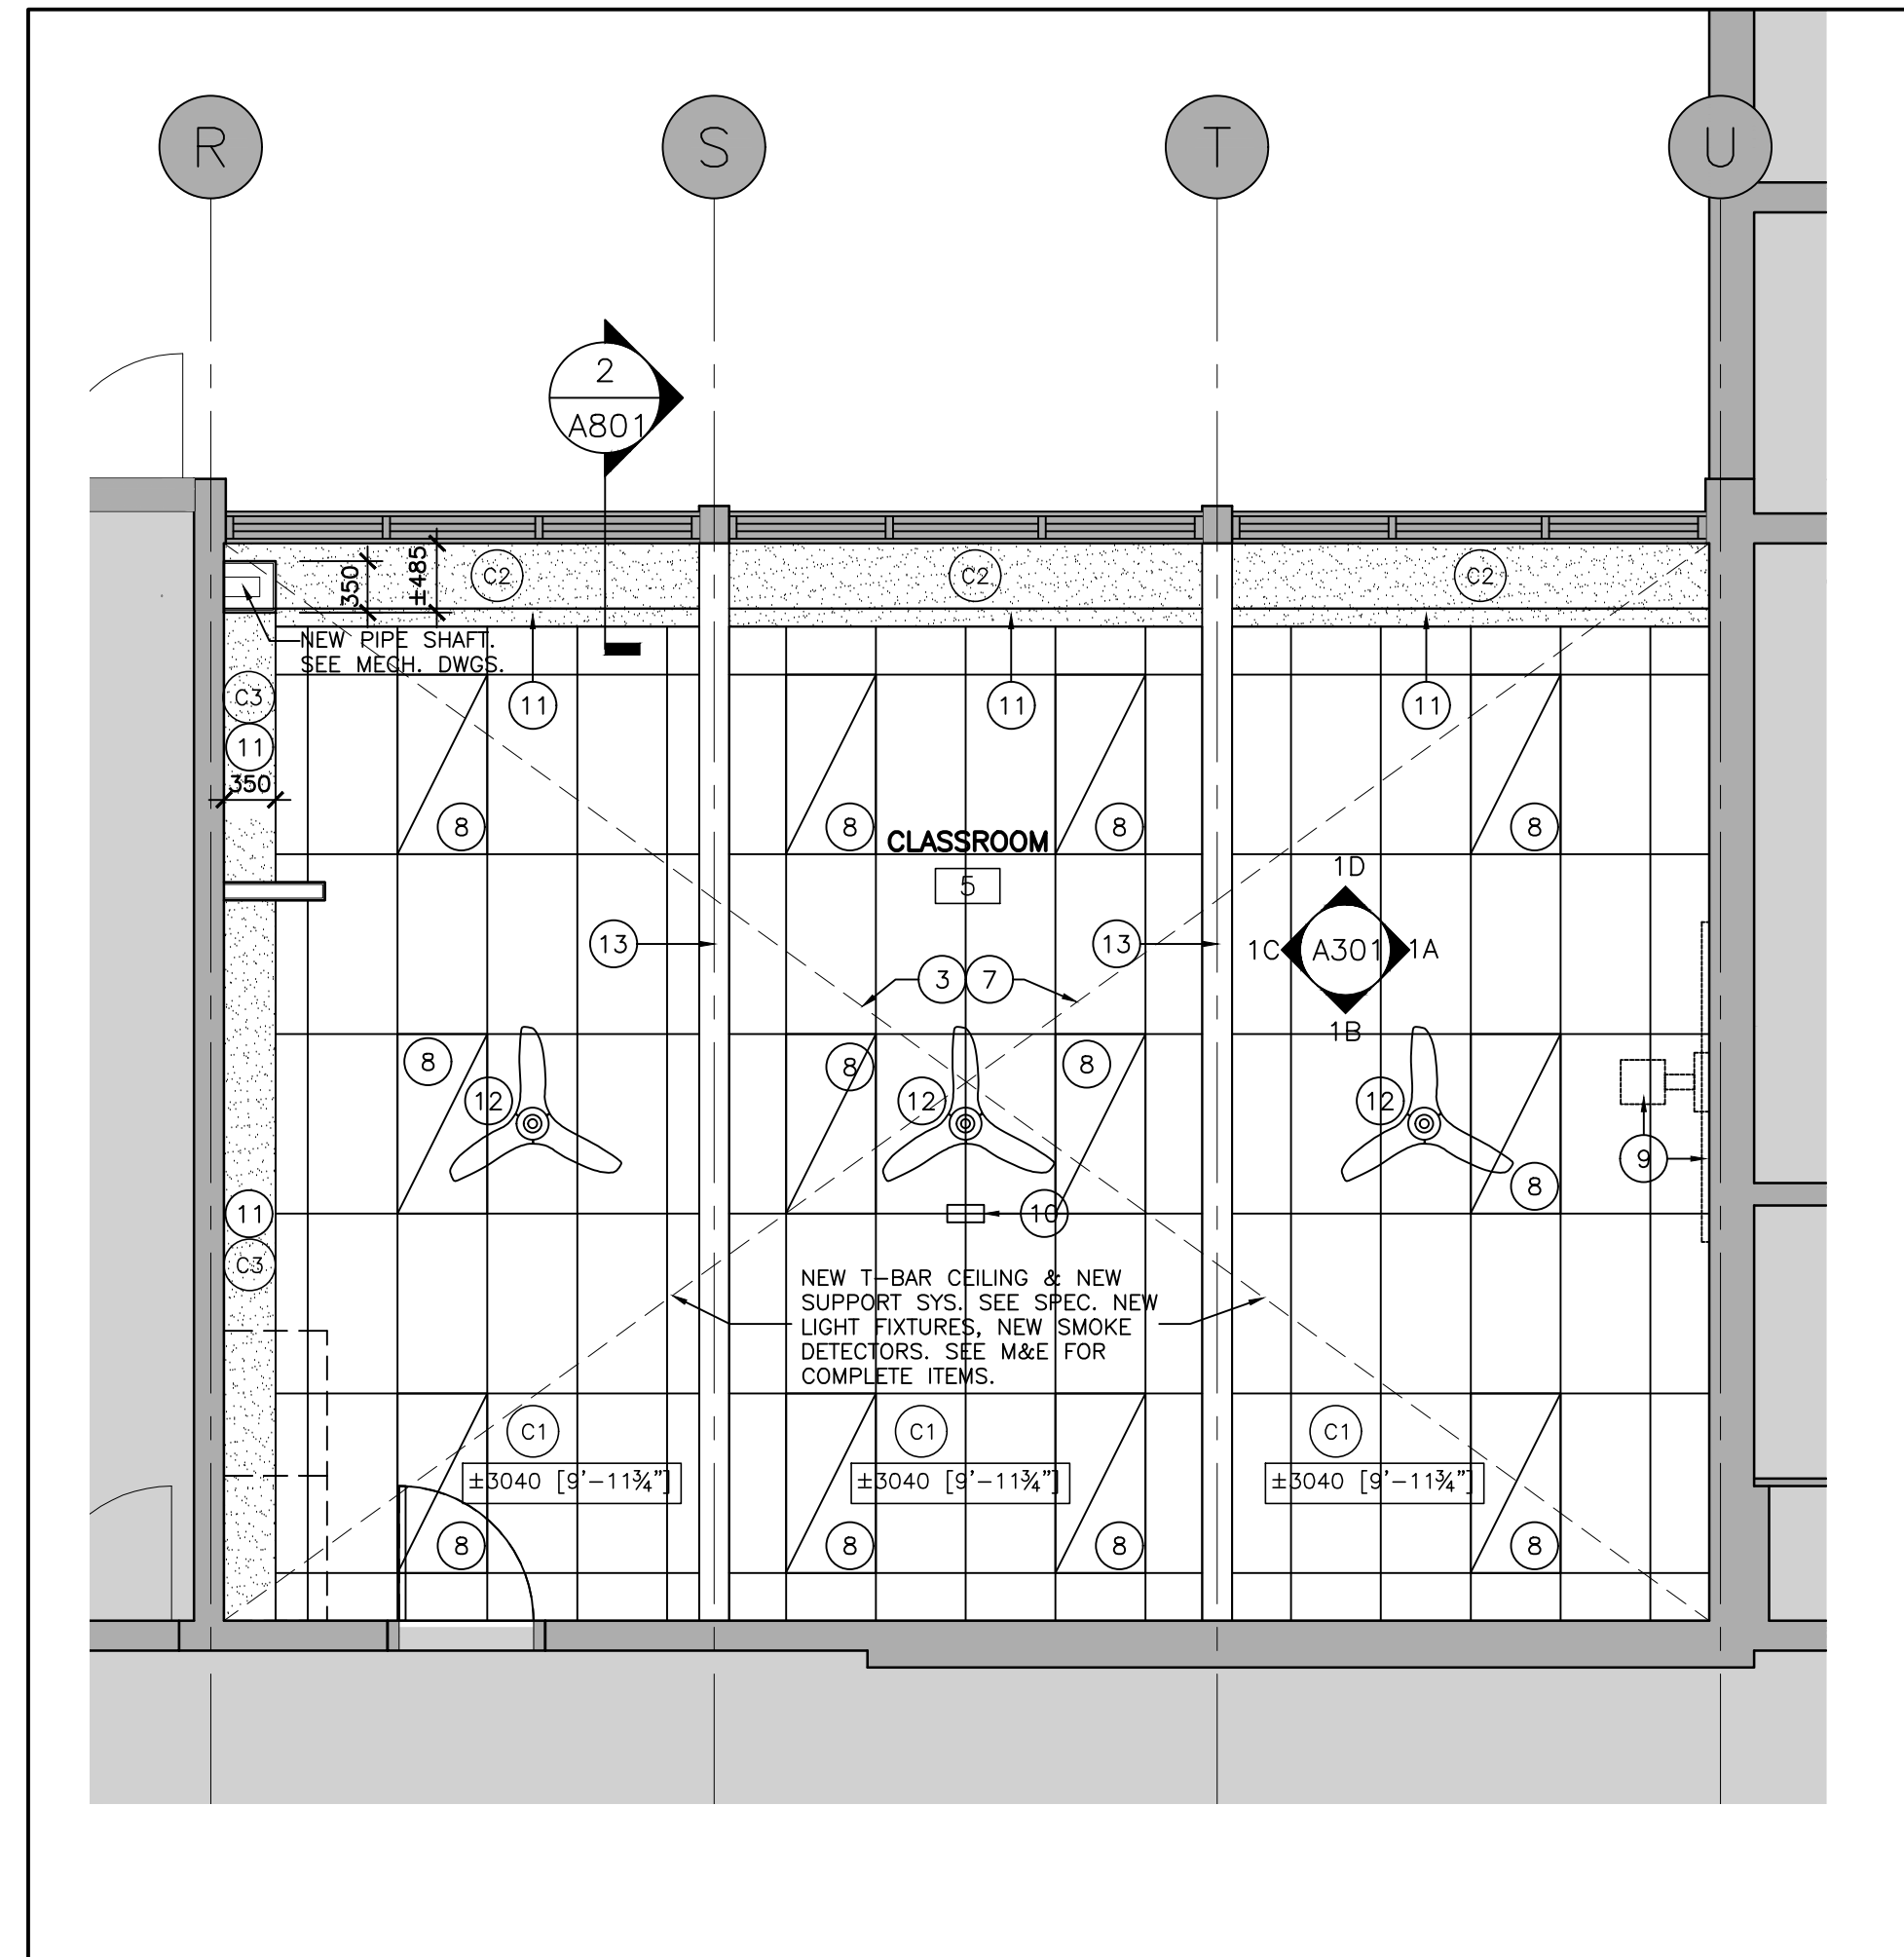 R
S
T
U
2
A801
350
±485
C2
C2
C2
NEW PIPE SHAFT.
SEE MECH. DWGS.
C3
11
11
11
11
350
8
8
8
8
CLASSROOM
5
1D
13
13
1C
A301
1A
3
7
1B
8
8
8
12
12
12
8
9
11
10
C3
NEW T-BAR CEILING & NEW
SUPPORT SYS. SEE SPEC. NEW
LIGHT FIXTURES, NEW SMOKE
DETECTORS. SEE M&E FOR
COMPLETE ITEMS.
C1
C1
C1
±3040 [9'-11¾"]
±3040 [9'-11¾"]
±3040 [9'-11¾"]
8
8
8
8